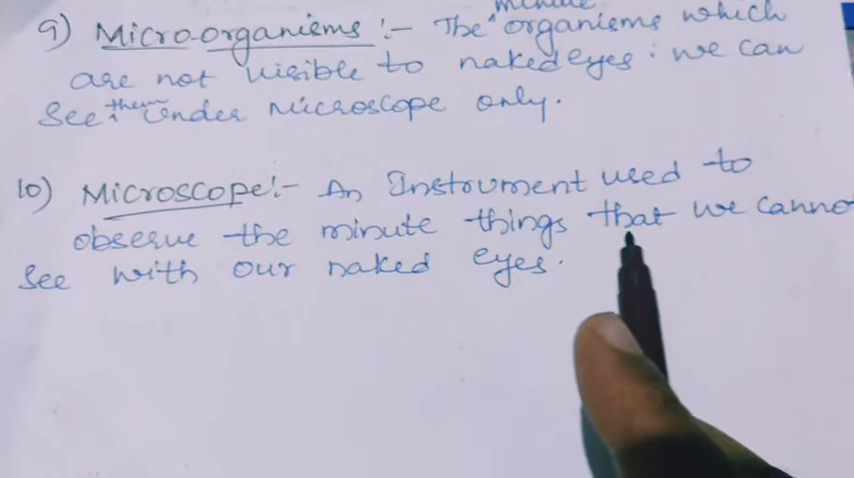 minute
9) Micro-organisms :- The ^ organisms which
are not visible to naked eyes : we can
them
see ^ under microscope only.
10) Microscope:- An Instrument used to
observe the minute things that we canno
see with our naked eyes.